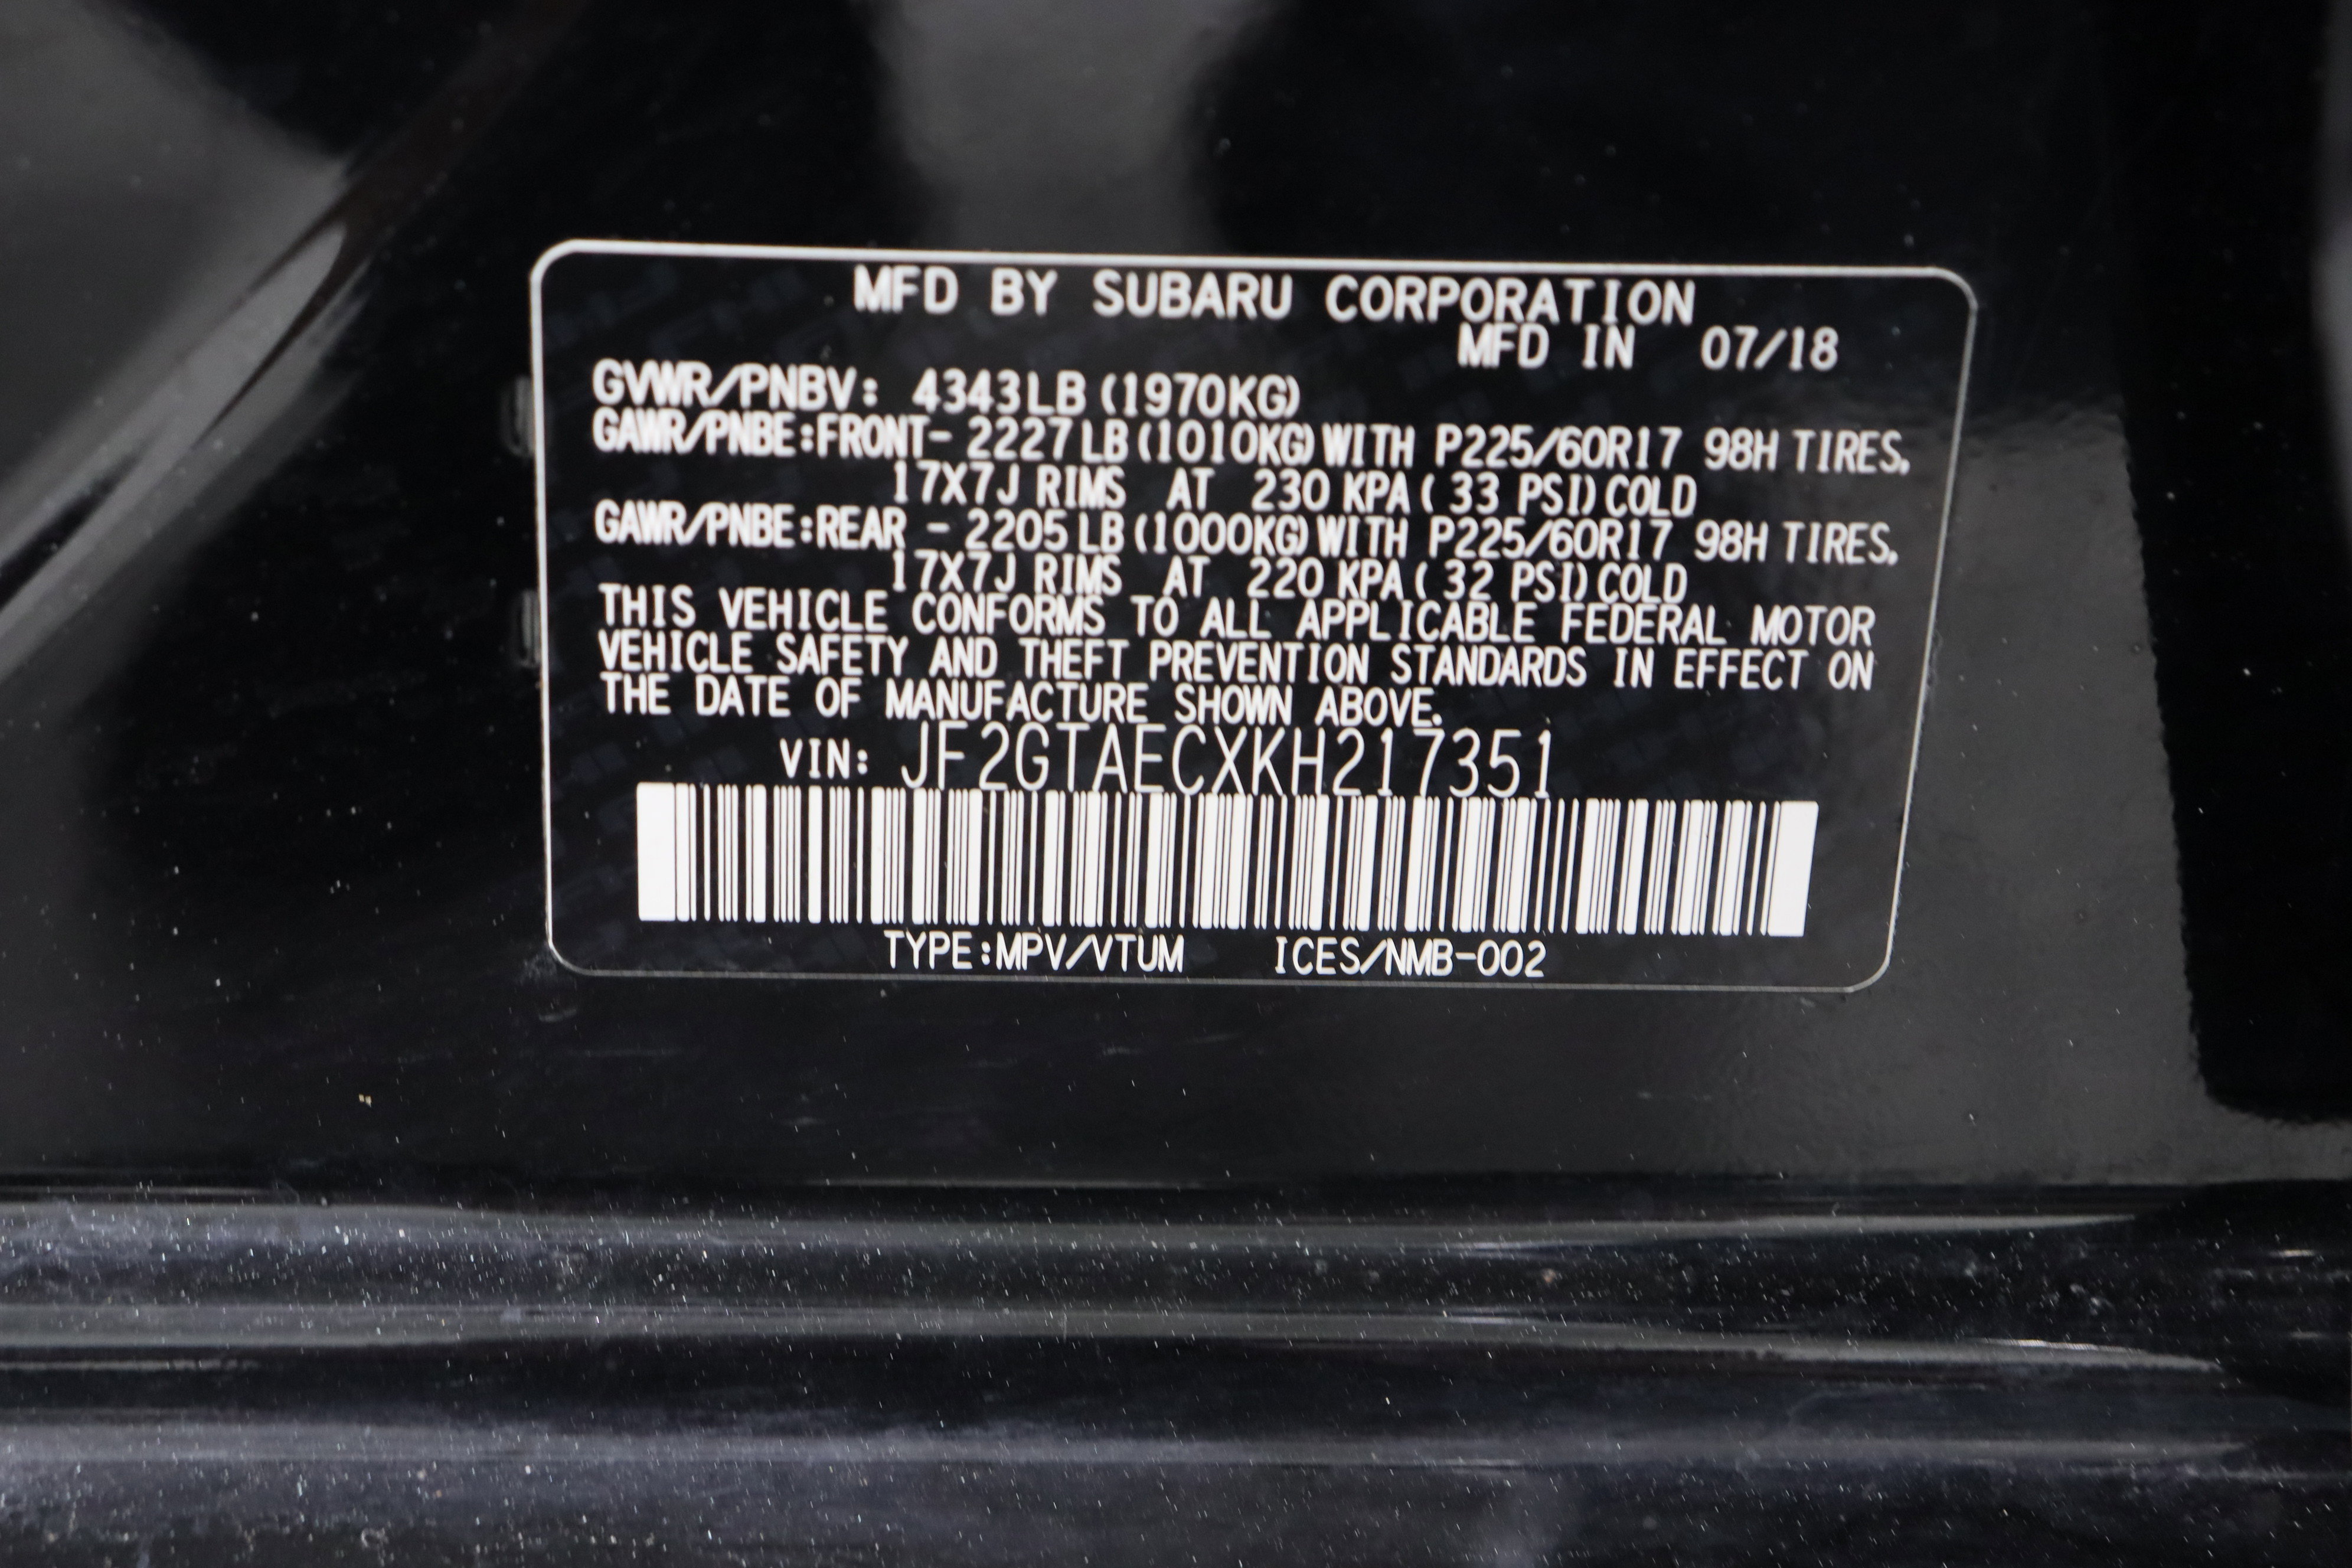 MFD BY SUBARU CORPORATION
MFD IN 07/18
GVWR/PNBV: 4343LB (1970KG)
GAWR/PNBE:FRONT- 2227LB (1010KG) WITH P225/60R17 98H TIRES,
17X7J RIMS AT 230 KPA ( 33 PSI) COLD
GAWR/PNBE:REAR - 2205LB (1000KG) WITH P225/60R17 98H TIRES,
17X7J RIMS AT 220 KPA ( 32 PSI) COLD
THIS VEHICLE CONFORMS TO ALL APPLICABLE FEDERAL MOTOR
VEHICLE SAFETY AND THEFT PREVENTION STANDARDS IN EFFECT ON
THE DATE OF MANUFACTURE SHOWN ABOVE.
VIN: JF2GTAECXKH217351
TYPE:MPV/VTUM ICES/NMB-002